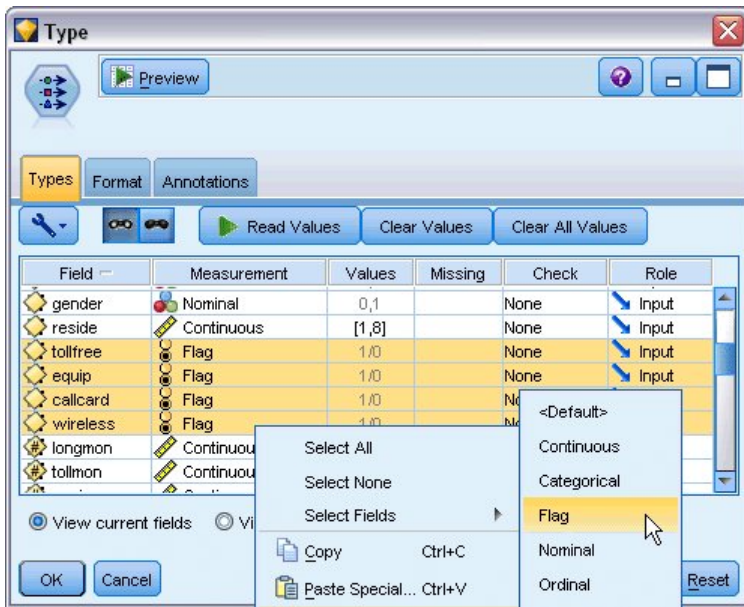 Type
Preview
Types Format Annotations
Read Values Clear Values Clear All Values
Field Measurement Values Missing Check Role
gender Nominal 0,1 None Input
reside Continuous [1,8] None Input
tollfree Flag 1/0 None Input
equip Flag 1/0 None Input
callcard Flag 1/0
wireless Flag 1/0
longmon
tollmon
Select All
Select None
Select Fields
Copy Ctrl+C
Paste Special... Ctrl+V
<Default>
Continuous
Categorical
Flag
Nominal
Ordinal
View current fields
OK Cancel Reset